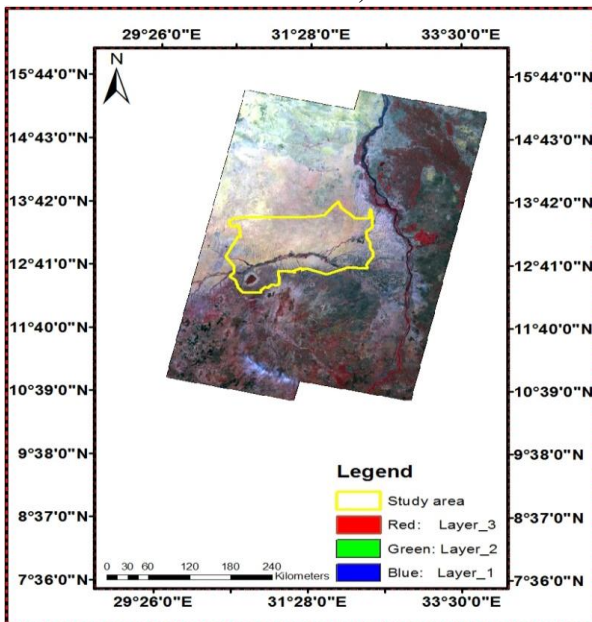 29°26'0"E 31°28'0"E 33°30'0"E
N
15°44'0"N 15°44'0"N
14°43'0"N 14°43'0"N
13°42'0"N 13°42'0"N
12°41'0"N 12°41'0"N
11°40'0"N 11°40'0"N
10°39'0"N 10°39'0"N
9°38'0"N 9°38'0"N
8°37'0"N 8°37'0"N
7°36'0"N 7°36'0"N
Legend
Study area
Red: Layer_3
Green: Layer_2
Blue: Layer_1
0 30 60 120 180 240
Kilometers
29°26'0"E 31°28'0"E 33°30'0"E